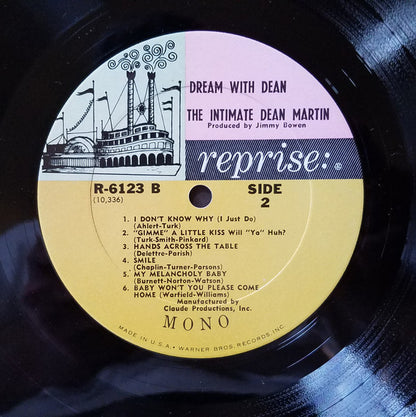 DREAM WITH DEAN
THE INTIMATE DEAN MARTIN
Produced by Jimmy Bowen
reprise:®
R-6123 B
(10,336)
SIDE
2
1. I DON'T KNOW WHY (I Just Do)
(Ahlert-Turk)
2. "GIMME" A LITTLE KISS Will "Ya" Huh?
(Turk-Smith-Pinkard)
3. HANDS ACROSS THE TABLE
(Delettre-Parish)
4. SMILE
(Chaplin-Turner-Parsons)
5. MY MELANCHOLY BABY
(Burnett-Norton-Watson)
6. BABY WON'T YOU PLEASE COME
HOME (Warfield-Williams)
Manufactured by
Claude Productions, Inc.
MONO
MADE IN U.S.A. • WARNER BROS. RECORDS, INC.